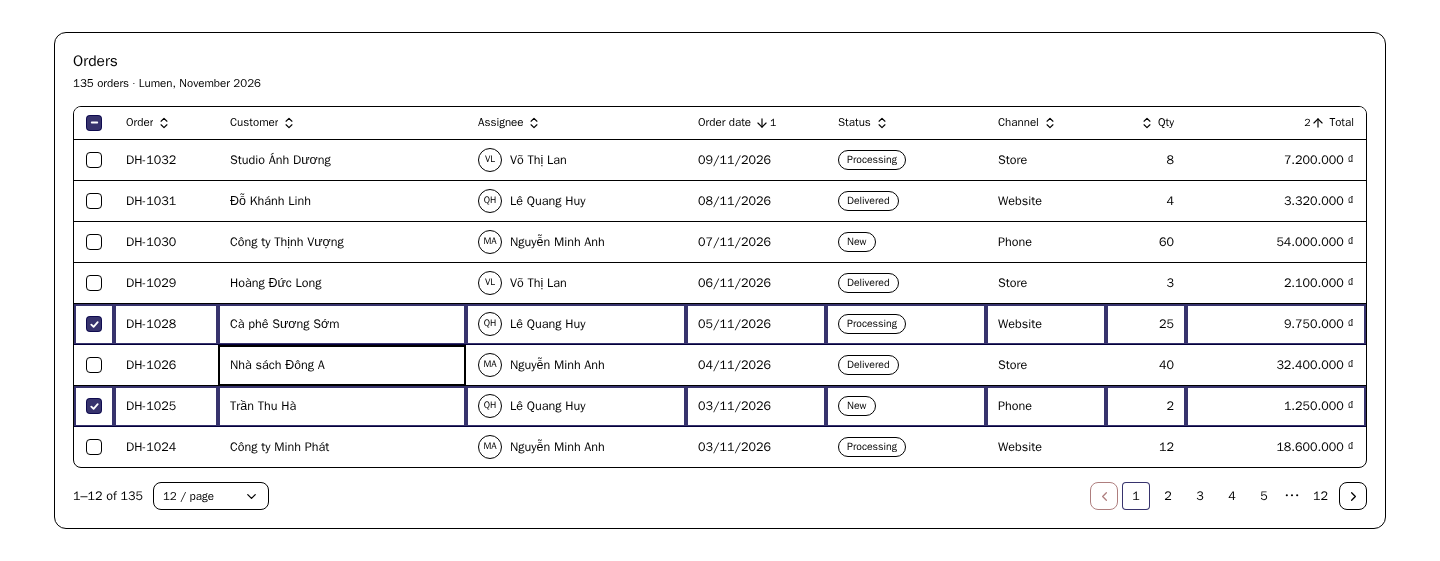 Orders
135 orders · Lumen, November 2026
Order Customer Assignee Order date 1 Status Channel Qty 2 Total
DH-1032 Studio Ánh Dương VL Võ Thị Lan 09/11/2026 Processing Store 8 7.200.000 ₫
DH-1031 Đỗ Khánh Linh QH Lê Quang Huy 08/11/2026 Delivered Website 4 3.320.000 ₫
DH-1030 Công ty Thịnh Vượng MA Nguyễn Minh Anh 07/11/2026 New Phone 60 54.000.000 ₫
DH-1029 Hoàng Đức Long VL Võ Thị Lan 06/11/2026 Delivered Store 3 2.100.000 ₫
DH-1028 Cà phê Sương Sớm QH Lê Quang Huy 05/11/2026 Processing Website 25 9.750.000 ₫
DH-1026 Nhà sách Đông A MA Nguyễn Minh Anh 04/11/2026 Delivered Store 40 32.400.000 ₫
DH-1025 Trần Thu Hà QH Lê Quang Huy 03/11/2026 New Phone 2 1.250.000 ₫
DH-1024 Công ty Minh Phát MA Nguyễn Minh Anh 03/11/2026 Processing Website 12 18.600.000 ₫
1–12 of 135 12 / page 1 2 3 4 5 ··· 12